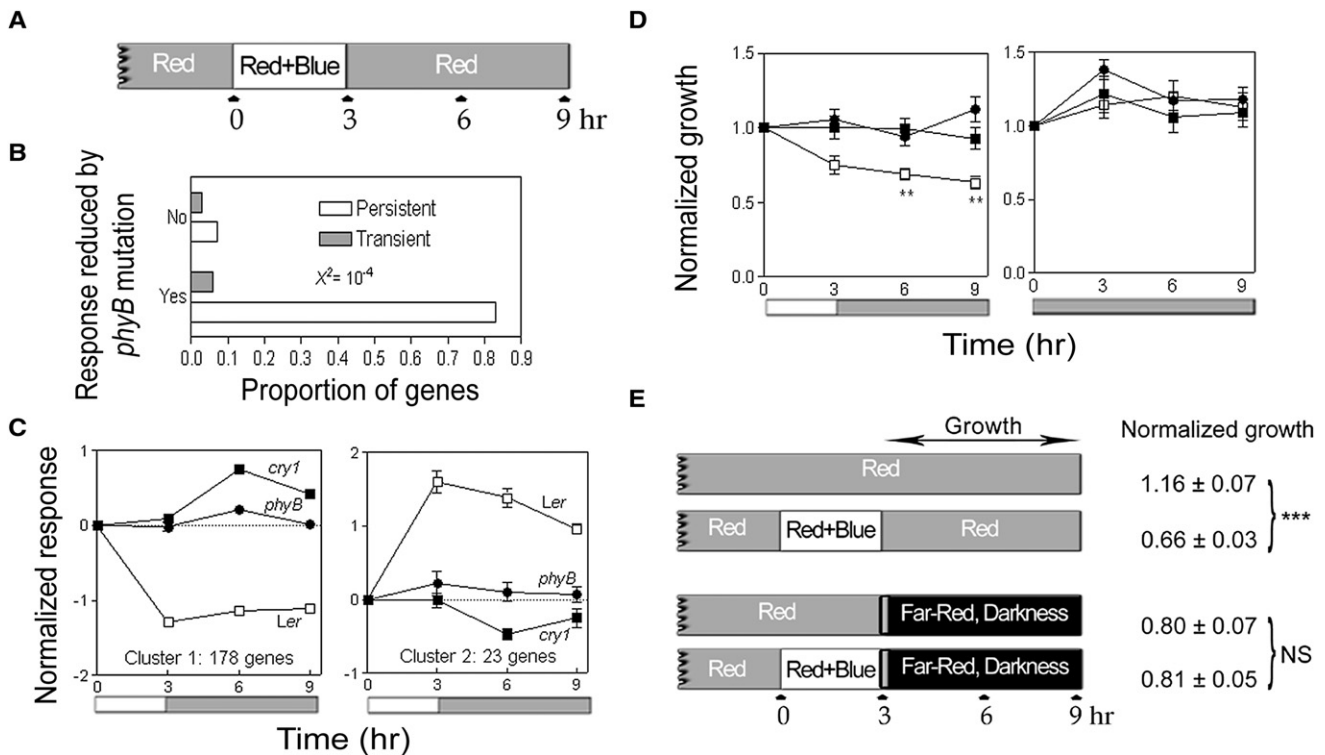 A
Red
Red+Blue
Red
0
3
6
9 hr
B
Response reduced by
phyB mutation
No
Yes
Persistent
Transient
X²= 10⁻⁴
0.0 0.1 0.2 0.3 0.4 0.5 0.6 0.7 0.8 0.9
Proportion of genes
C
Normalized response
1
0
-1
-2
cry1
phyB
Ler
Cluster 1: 178 genes
0 3 6 9
2
1
0
-1
Ler
phyB
cry1
Cluster 2: 23 genes
0 3 6 9
Time (hr)
D
Normalized growth
1.5
1.0
0.5
0.0
**
**
0 3 6 9
1.5
1.0
0.5
0.0
0 3 6 9
Time (hr)
E
Growth
Normalized growth
Red
1.16 ± 0.07
Red
Red+Blue
Red
0.66 ± 0.03
***
Red
Far-Red, Darkness
0.80 ± 0.07
Red
Red+Blue
Far-Red, Darkness
0.81 ± 0.05
NS
0
3
6
9 hr